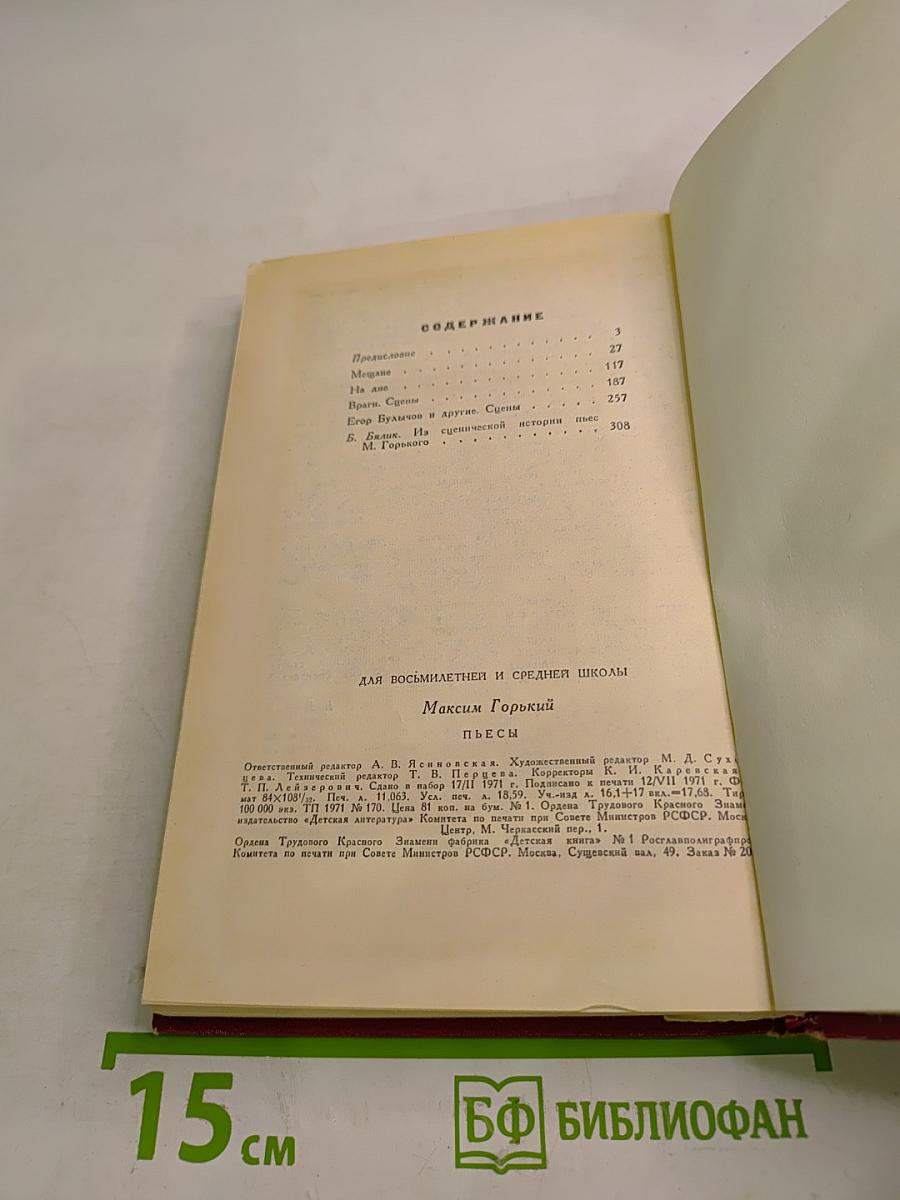 СОДЕРЖАНИЕ
Предисловие . . . . . . . . . . 3
Мещане . . . . . . . . . . . . 27
На дне . . . . . . . . . . . . 117
Враги. Сцены . . . . . . . . . . 187
Егор Булычов и другие. Сцены . . . . . 257
Б. Бялик. Из сценической истории пьес
М. Горького . . . . . . . . . . 308
ДЛЯ ВОСЬМИЛЕТНЕЙ И СРЕДНЕЙ ШКОЛЫ
Максим Горький
ПЬЕСЫ
Ответственный редактор А. В. Ясиновская. Художественный редактор М. Д. Сух
цева. Технический редактор Т. В. Перцева. Корректоры К. И. Каревская
Т. П. Лейзерович. Сдано в набор 17/II 1971 г. Подписано к печати 12/VII 1971 г. Ф
мат 84×108¹/₃₂. Печ. л. 11,063. Усл. печ. л. 18,59. Уч.-изд л. 16,1+17 вкл.=17,68. Тир
100 000 экз. ТП 1971 № 170. Цена 81 коп. на бум. № 1. Ордена Трудового Красного Знам
издательство «Детская литература» Комитета по печати при Совете Министров РСФСР. Моск
Центр, М. Черкасский пер., 1.
Ордена Трудового Красного Знамени фабрика «Детская книга» № 1 Росглавполиграфпр
Комитета по печати при Совете Министров РСФСР. Москва, Сущевский вал, 49. Заказ № 20
15 см
БФ БИБЛИОФАН